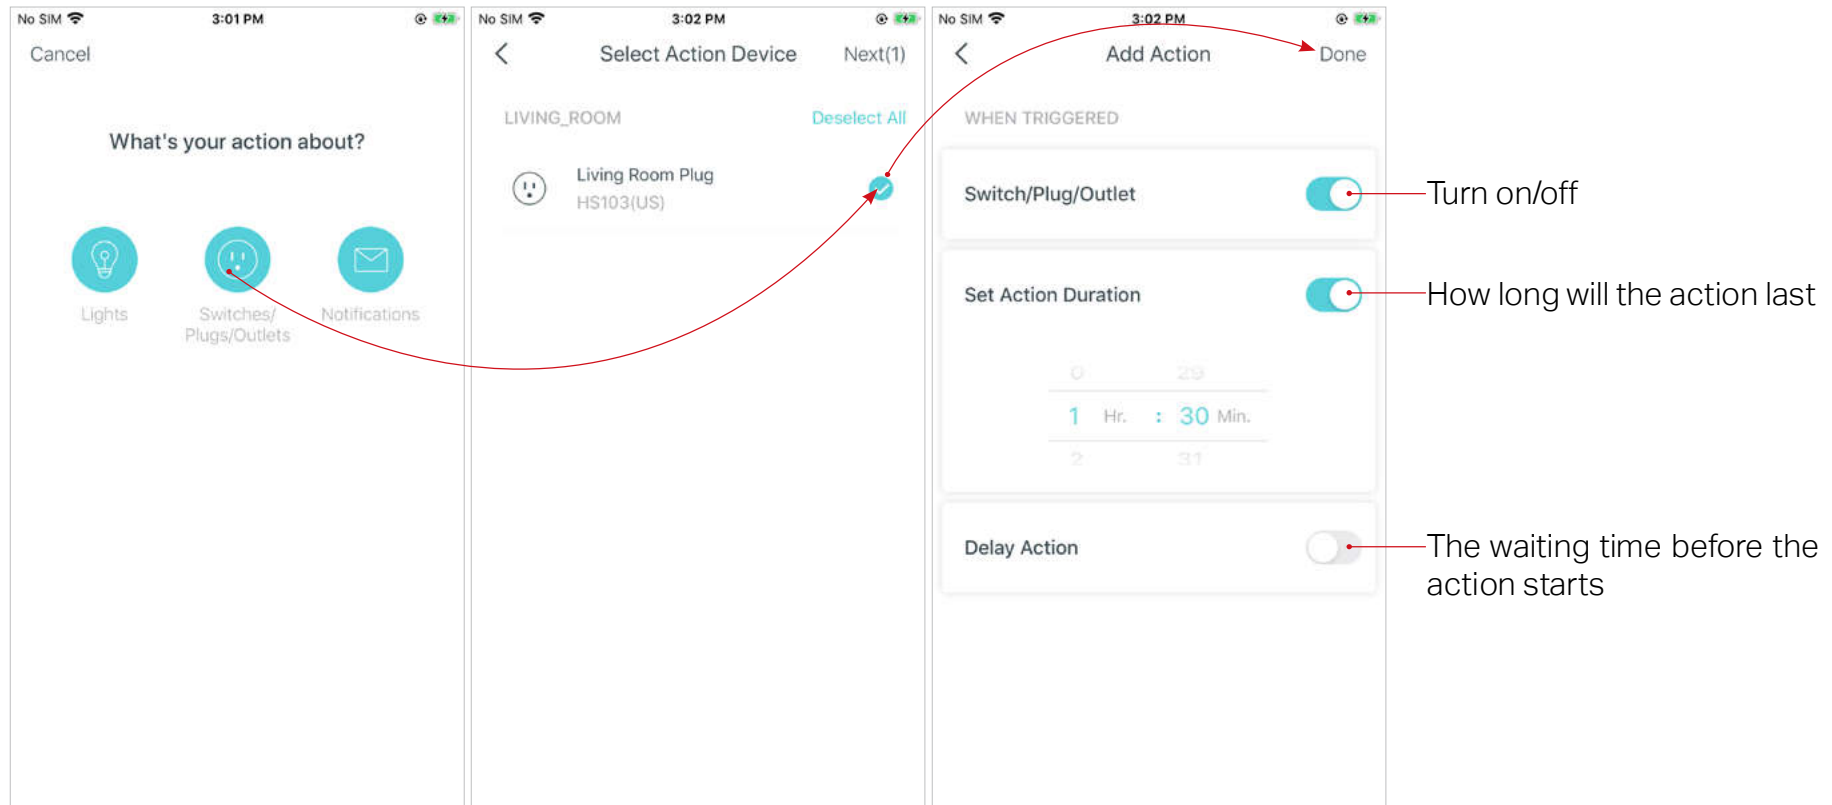 No SIM
3:01 PM
Cancel
What's your action about?
Lights
Switches/
Plugs/Outlets
Notifications
No SIM
3:02 PM
Select Action Device
Next(1)
LIVING_ROOM
Deselect All
Living Room Plug
HS103(US)
No SIM
3:02 PM
Add Action
Done
WHEN TRIGGERED
Switch/Plug/Outlet
Turn on/off
Set Action Duration
How long will the action last
0 29
1 Hr. : 30 Min.
2 31
Delay Action
The waiting time before the
action starts